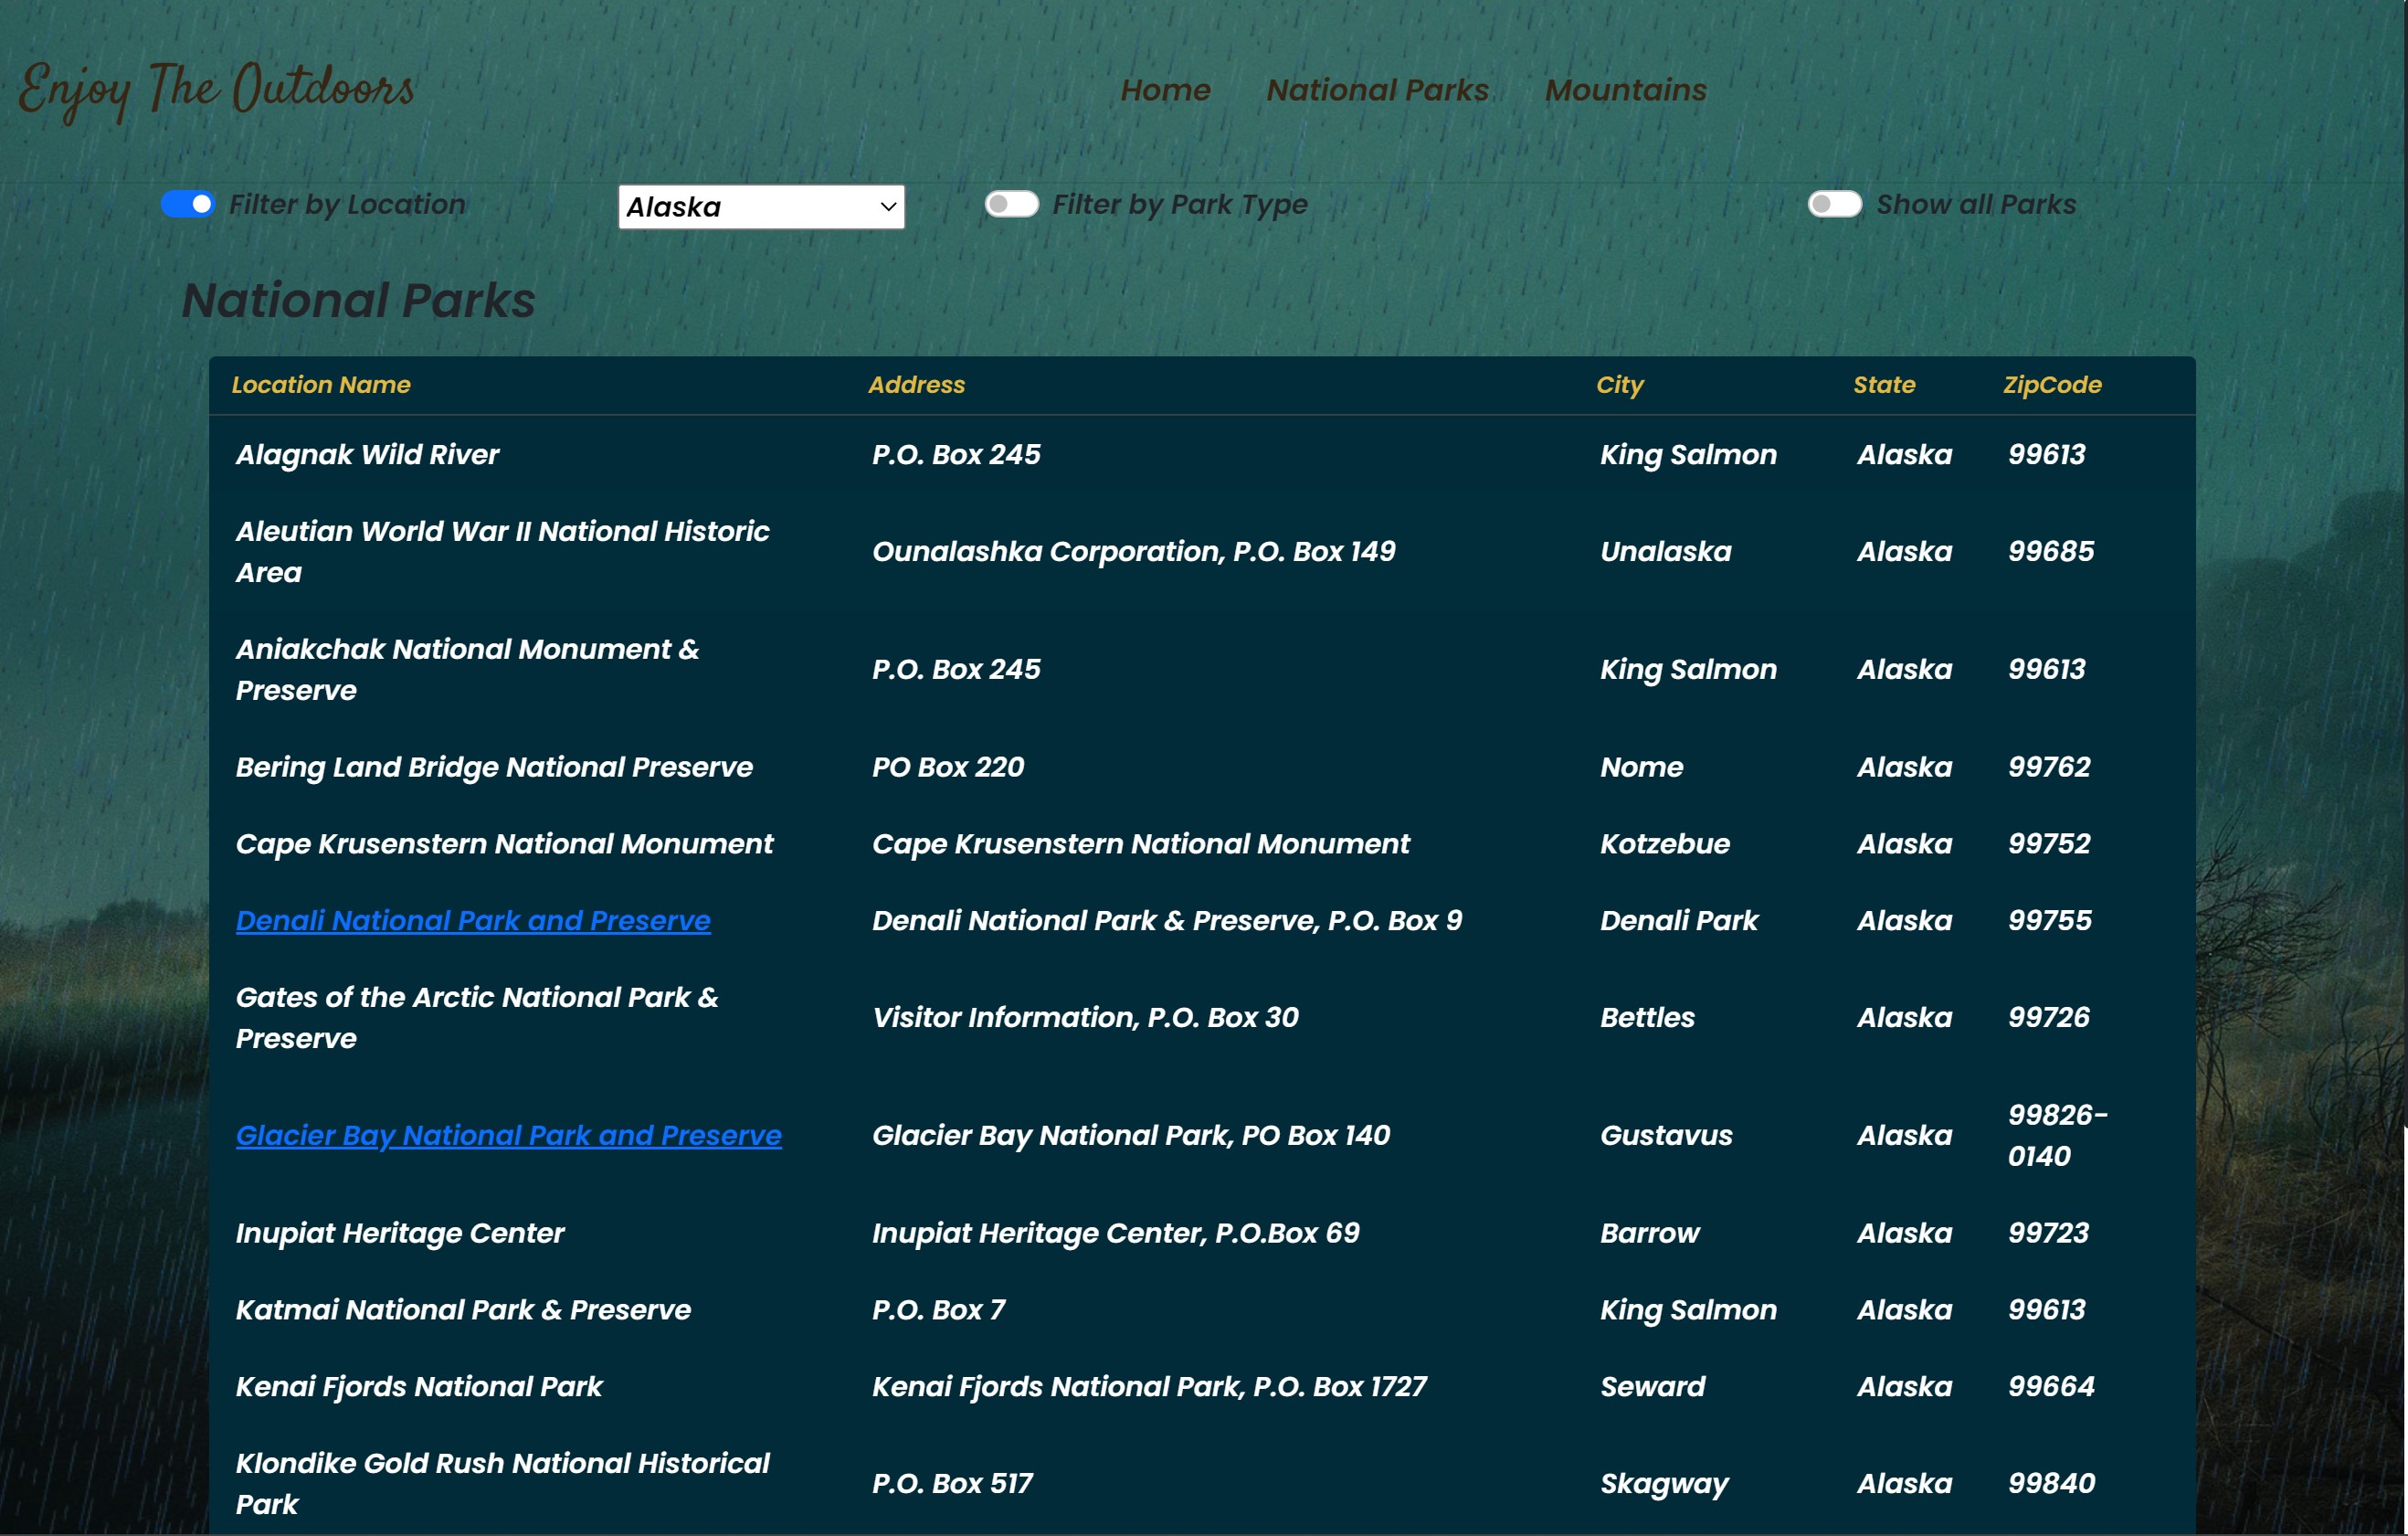 Enjoy The Outdoors
Home National Parks Mountains
Filter by Location Alaska Filter by Park Type Show all Parks
National Parks
Location Name Address City State ZipCode
Alagnak Wild River P.O. Box 245 King Salmon Alaska 99613
Aleutian World War II National Historic
Area Ounalashka Corporation, P.O. Box 149 Unalaska Alaska 99685
Aniakchak National Monument &
Preserve P.O. Box 245 King Salmon Alaska 99613
Bering Land Bridge National Preserve PO Box 220 Nome Alaska 99762
Cape Krusenstern National Monument Cape Krusenstern National Monument Kotzebue Alaska 99752
Denali National Park and Preserve Denali National Park & Preserve, P.O. Box 9 Denali Park Alaska 99755
Gates of the Arctic National Park &
Preserve Visitor Information, P.O. Box 30 Bettles Alaska 99726
Glacier Bay National Park and Preserve Glacier Bay National Park, PO Box 140 Gustavus Alaska 99826-
0140
Inupiat Heritage Center Inupiat Heritage Center, P.O.Box 69 Barrow Alaska 99723
Katmai National Park & Preserve P.O. Box 7 King Salmon Alaska 99613
Kenai Fjords National Park Kenai Fjords National Park, P.O. Box 1727 Seward Alaska 99664
Klondike Gold Rush National Historical
Park P.O. Box 517 Skagway Alaska 99840